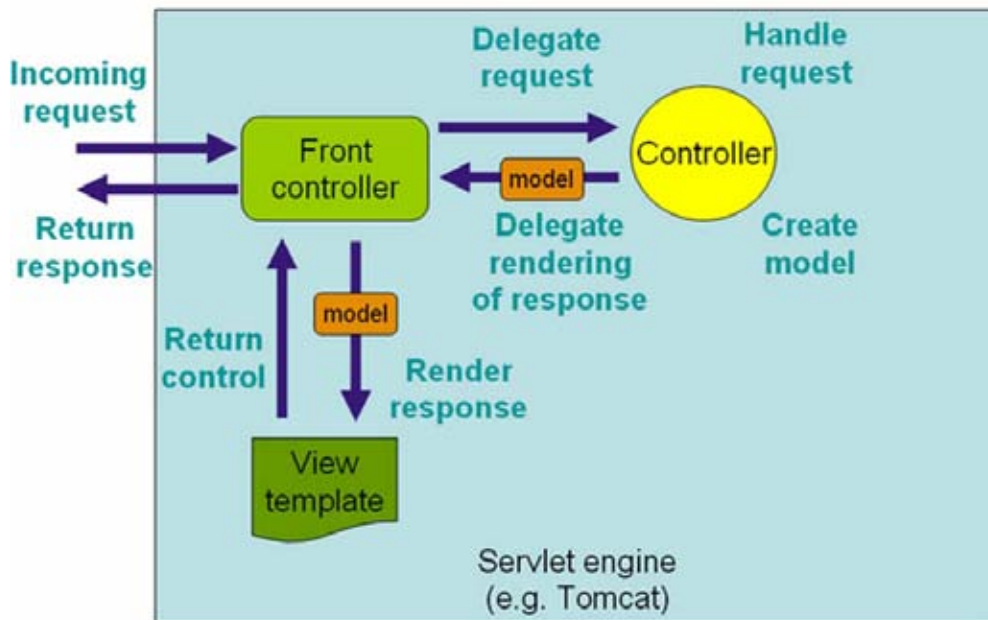 Incoming
request
Return
response
Front
controller
Delegate
request
Handle
request
Controller
model
Delegate
rendering
of response
Create
model
Return
control
model
Render
response
View
template
Servlet engine
(e.g. Tomcat)